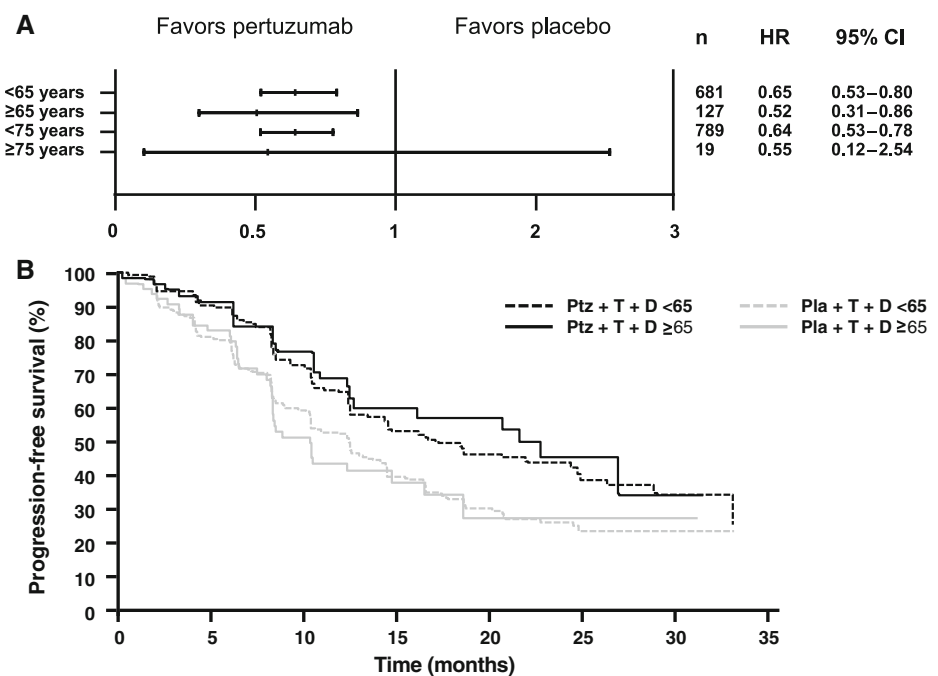 A
Favors pertuzumab Favors placebo
n HR 95% CI
<65 years 681 0.65 0.53–0.80
≥65 years 127 0.52 0.31–0.86
<75 years 789 0.64 0.53–0.78
≥75 years 19 0.55 0.12–2.54
0 0.5 1 2 3
B
Progression-free survival (%)
100
90
80
70
60
50
40
30
20
10
0
Ptz + T + D <65 Pla + T + D <65
Ptz + T + D ≥65 Pla + T + D ≥65
0 5 10 15 20 25 30 35
Time (months)